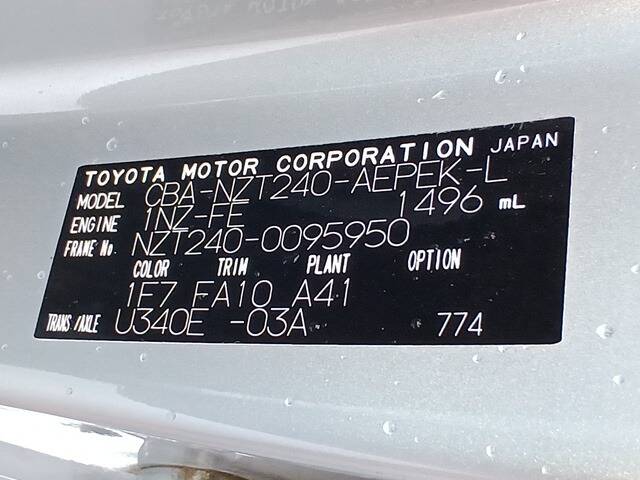 TOYOTA MOTOR CORPORATION JAPAN
MODEL CBA-NZT240-AEPEK-L
ENGINE 1NZ-FE 1496 mL
FRAME No. NZT240-0095950
COLOR TRIM PLANT OPTION
1E7 FA10 A41
TRANS/AXLE U340E -03A 774